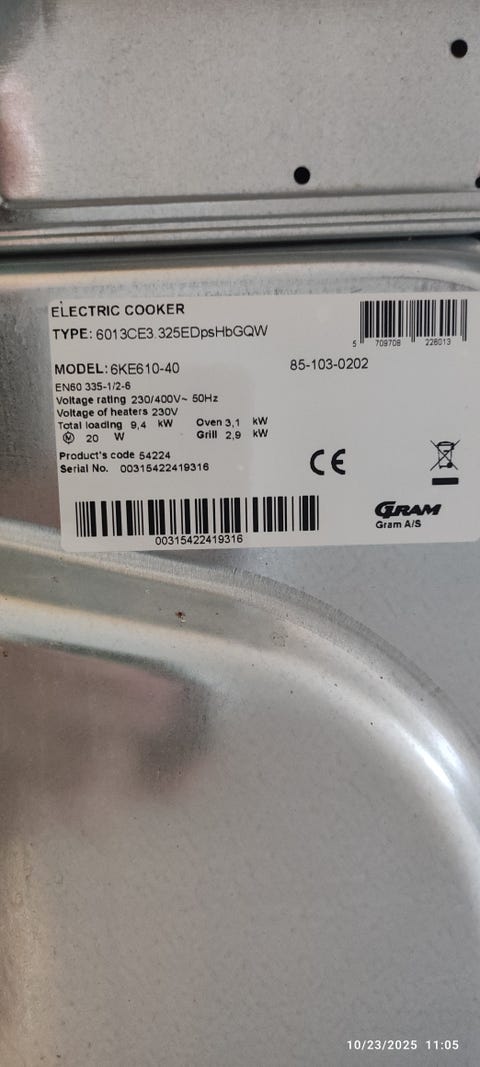 ELECTRIC COOKER
TYPE: 6013CE3.325EDpsHbGQW
5 709708 226013
MODEL: 6KE610-40 85-103-0202
EN60 335-1/2-6
Voltage rating 230/400V~ 50Hz
Voltage of heaters 230V
Total loading 9,4 kW Oven 3,1 kW
M 20 W Grill 2,9 kW
Product's code 54224
Serial No. 00315422419316
CE
00315422419316
GRAM
Gram A/S
10/23/2025 11:05